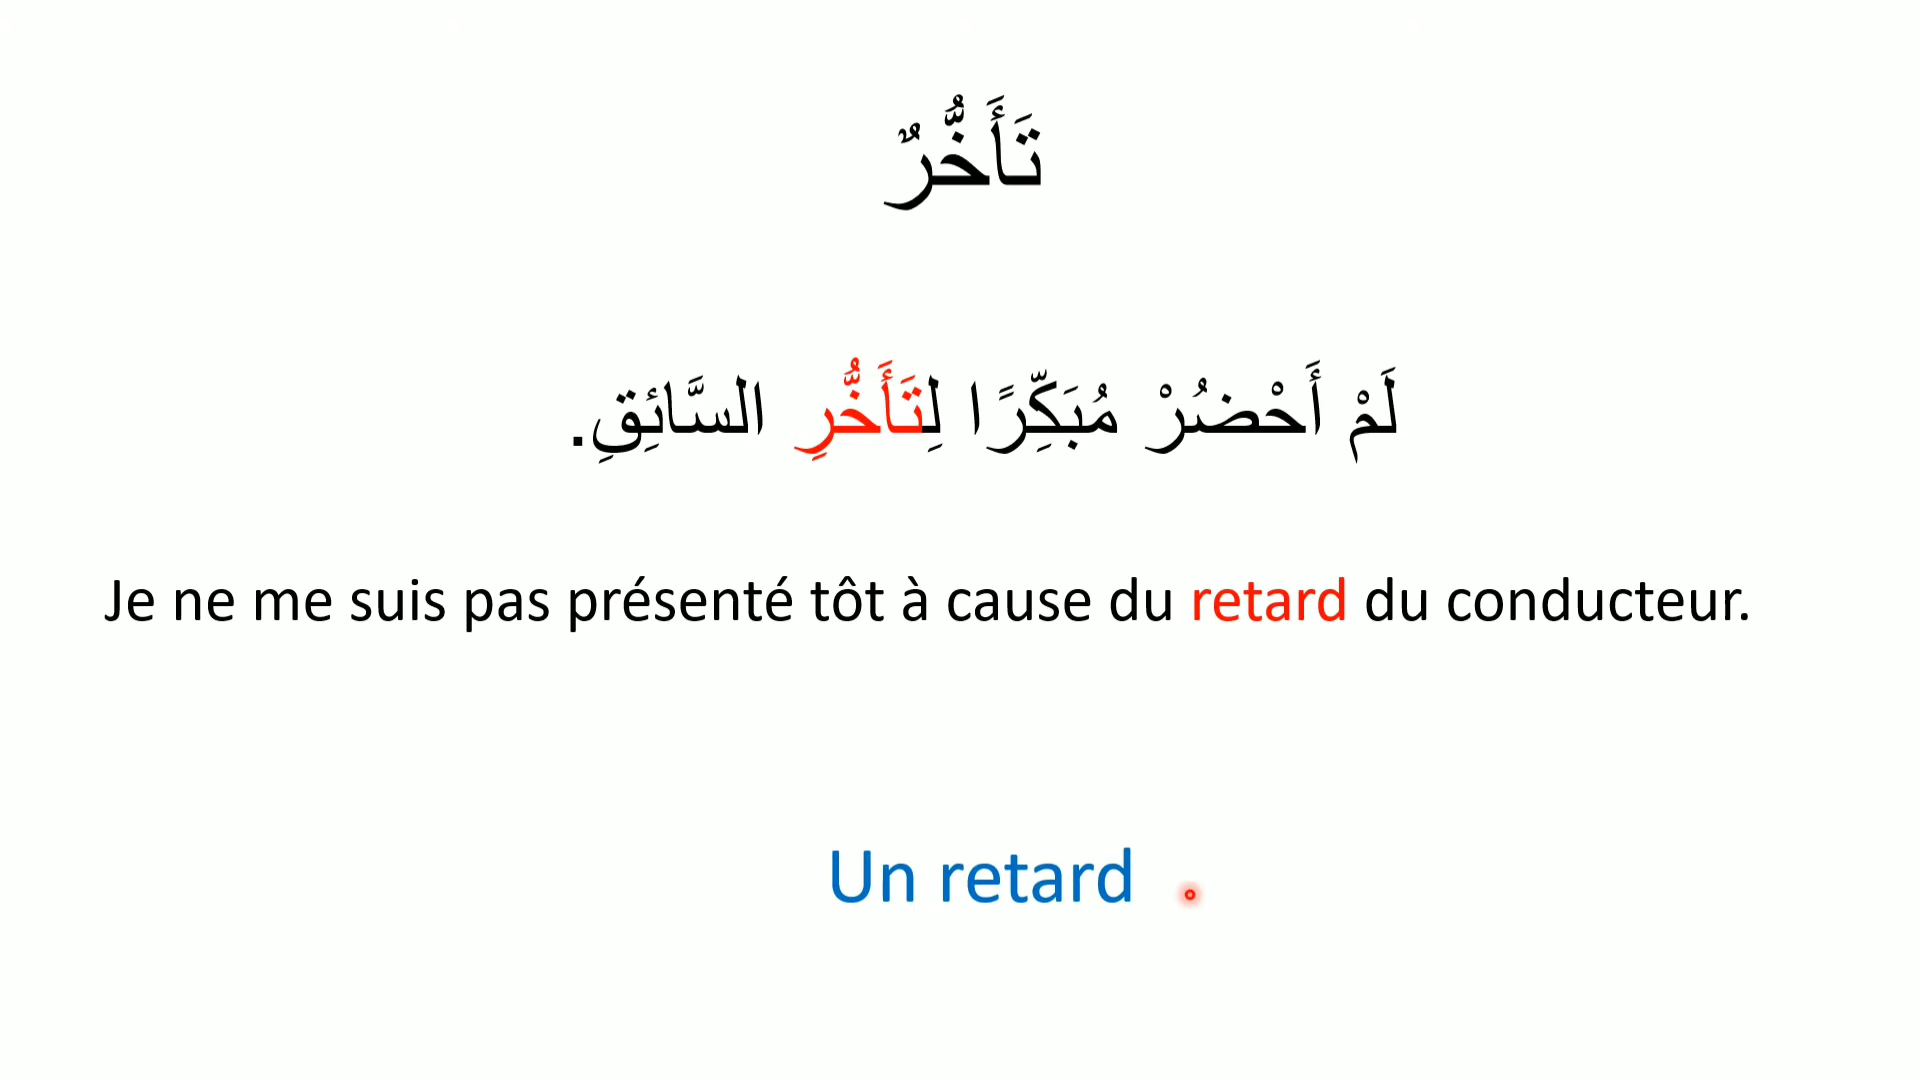 تَأَخُّرٌ
لَمْ أَحْضُرْ مُبَكِّرًا لِتَأَخُّرِ السَّائِقِ.
Je ne me suis pas présenté tôt à cause du retard du conducteur.
Un retard